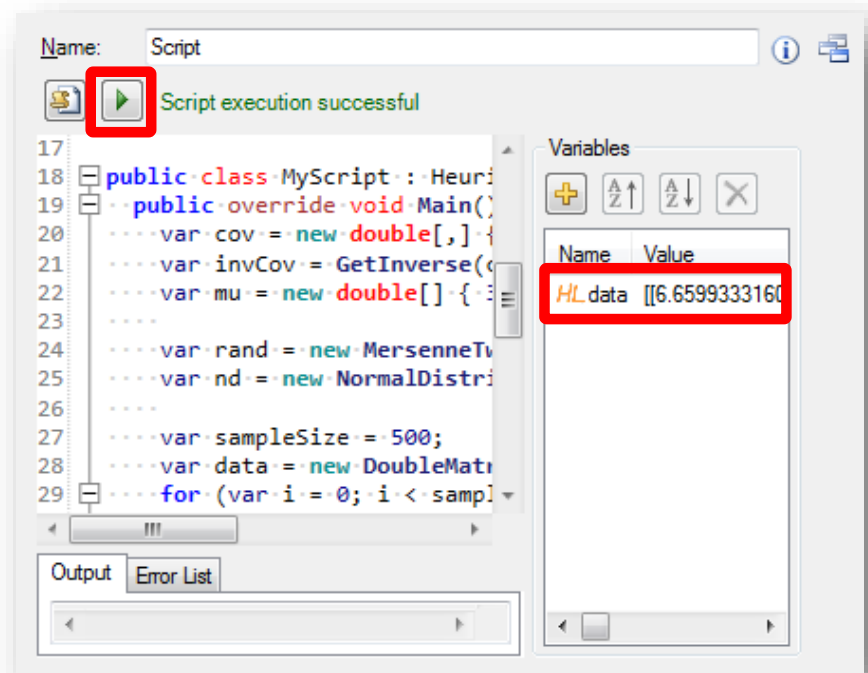 Name: Script
Script execution successful
17
18 public class MyScript : Heuri
19 public override void Main()
20 var cov = new double[,] {
21 var invCov = GetInverse(c
22 var mu = new double[] { 3
23
24 var rand = new MersenneTw
25 var nd = new NormalDistri
26
27 var sampleSize = 500;
28 var data = new DoubleMatr
29 for (var i = 0; i < sampl
Output Error List
Variables
Name Value
HL data [[6.6599333160